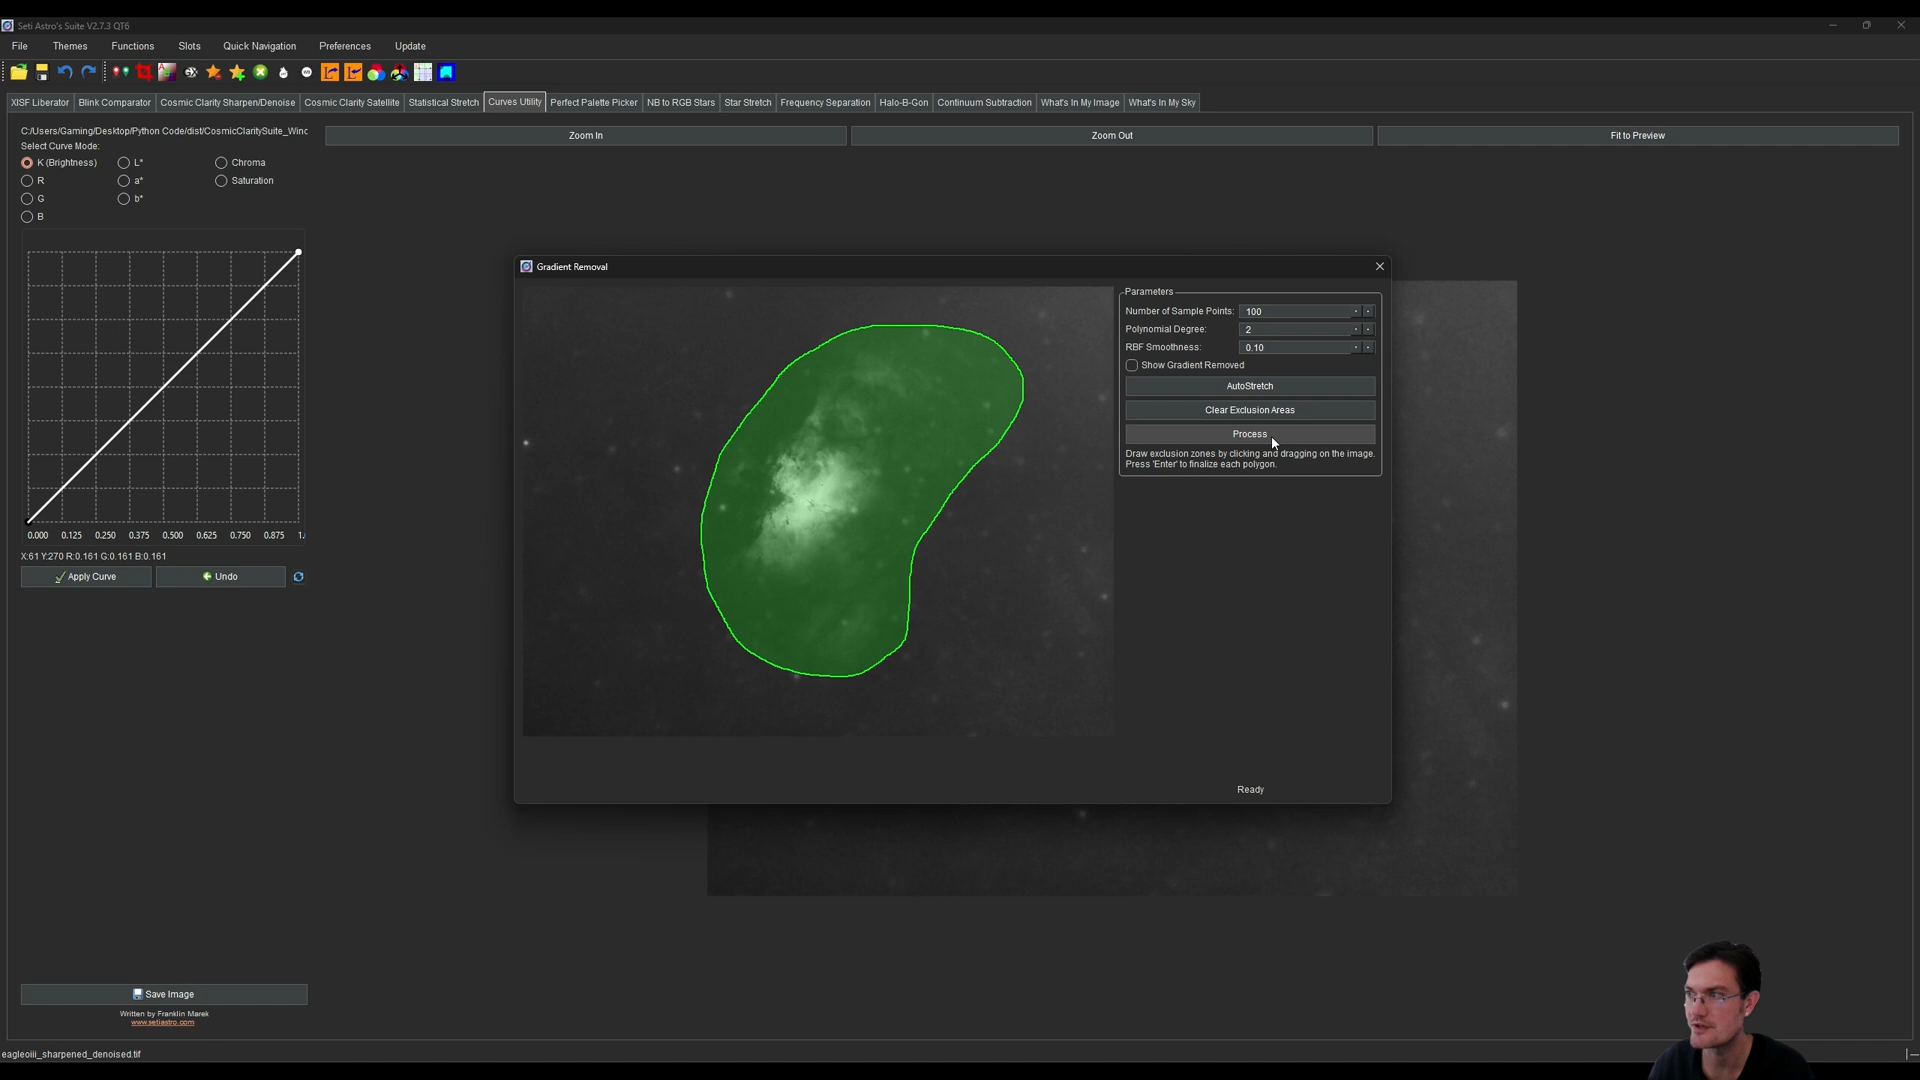 Seti Astro's Suite V2.7.3 QT6
File Themes Functions Slots Quick Navigation Preferences Update
XISF Liberator Blink Comparator Cosmic Clarity Sharpen/Denoise Cosmic Clarity Satellite Statistical Stretch Curves Utility Perfect Palette Picker NB to RGB Stars Star Stretch Frequency Separation Halo-B-Gon Continuum Subtraction What's In My Image What's In My Sky
C:/Users/Gaming/Desktop/Python Code/dist/CosmicClaritySuite_Winc
Zoom In Zoom Out Fit to Preview
Select Curve Mode:
K (Brightness) L* Chroma
R a* Saturation
G b*
B
Gradient Removal
Parameters
Number of Sample Points: 100
Polynomial Degree: 2
RBF Smoothness: 0.10
Show Gradient Removed
AutoStretch
Clear Exclusion Areas
Process
Draw exclusion zones by clicking and dragging on the image.
Press 'Enter' to finalize each polygon.
0.000 0.125 0.250 0.375 0.500 0.625 0.750 0.875 1.
X:61 Y:270 R:0.161 G:0.161 B:0.161
Apply Curve Undo
Ready
Save Image
Written by Franklin Marek
www.setiastro.com
eagleoiii_sharpened_denoised.tif